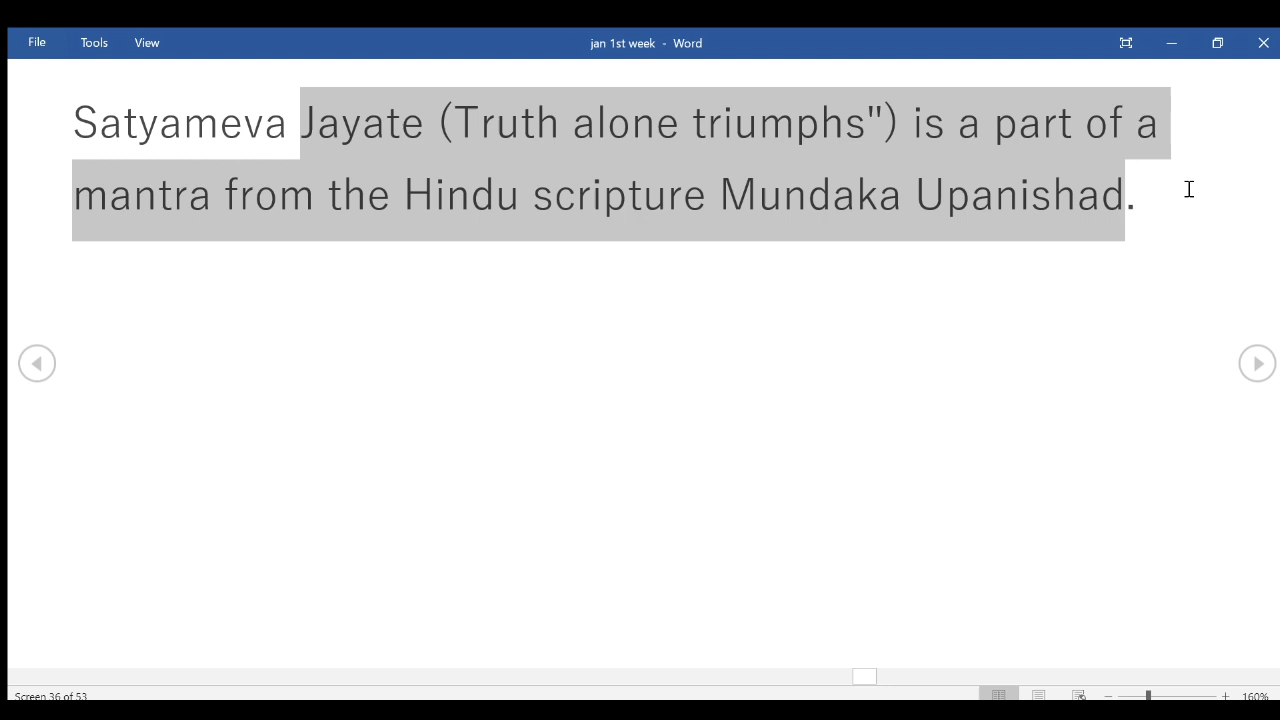 File Tools View jan 1st week - Word
Satyameva Jayate (Truth alone triumphs") is a part of a
mantra from the Hindu scripture Mundaka Upanishad.
Screen 36 of 53 160%